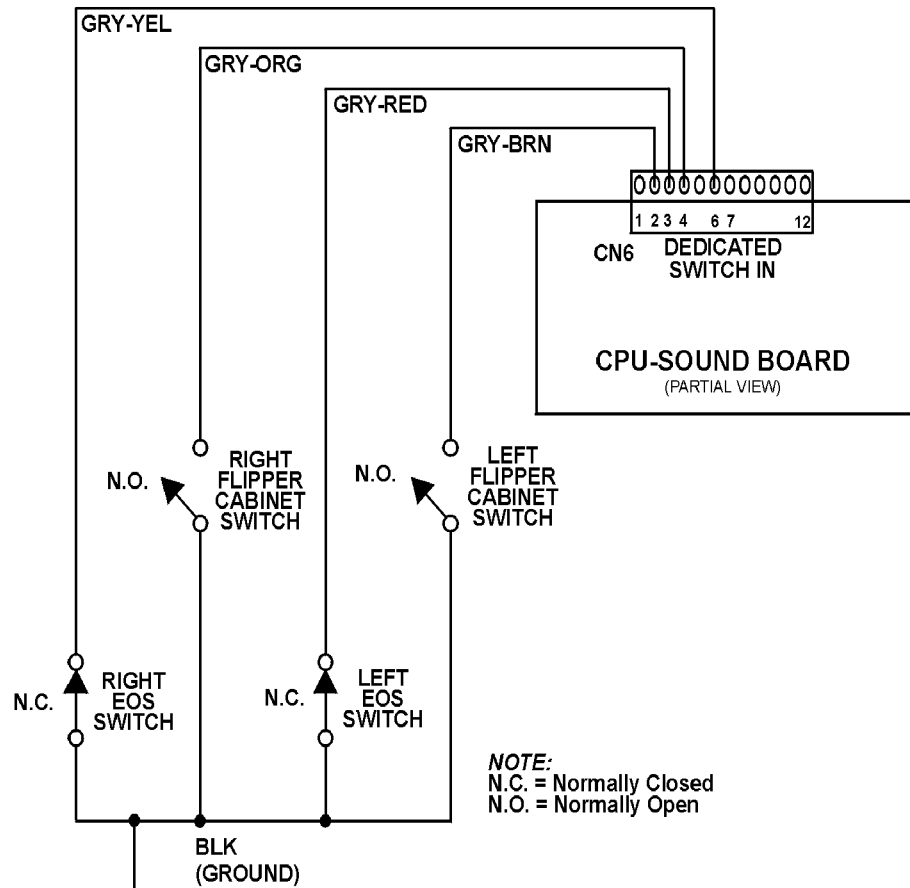 GRY-YEL
GRY-ORG
GRY-RED
GRY-BRN
1 2 3 4 6 7 12
CN6
DEDICATED
SWITCH IN
CPU-SOUND BOARD
(PARTIAL VIEW)
N.O.
RIGHT
FLIPPER
CABINET
SWITCH
N.O.
LEFT
FLIPPER
CABINET
SWITCH
N.C.
RIGHT
EOS
SWITCH
N.C.
LEFT
EOS
SWITCH
NOTE:
N.C. = Normally Closed
N.O. = Normally Open
BLK
(GROUND)